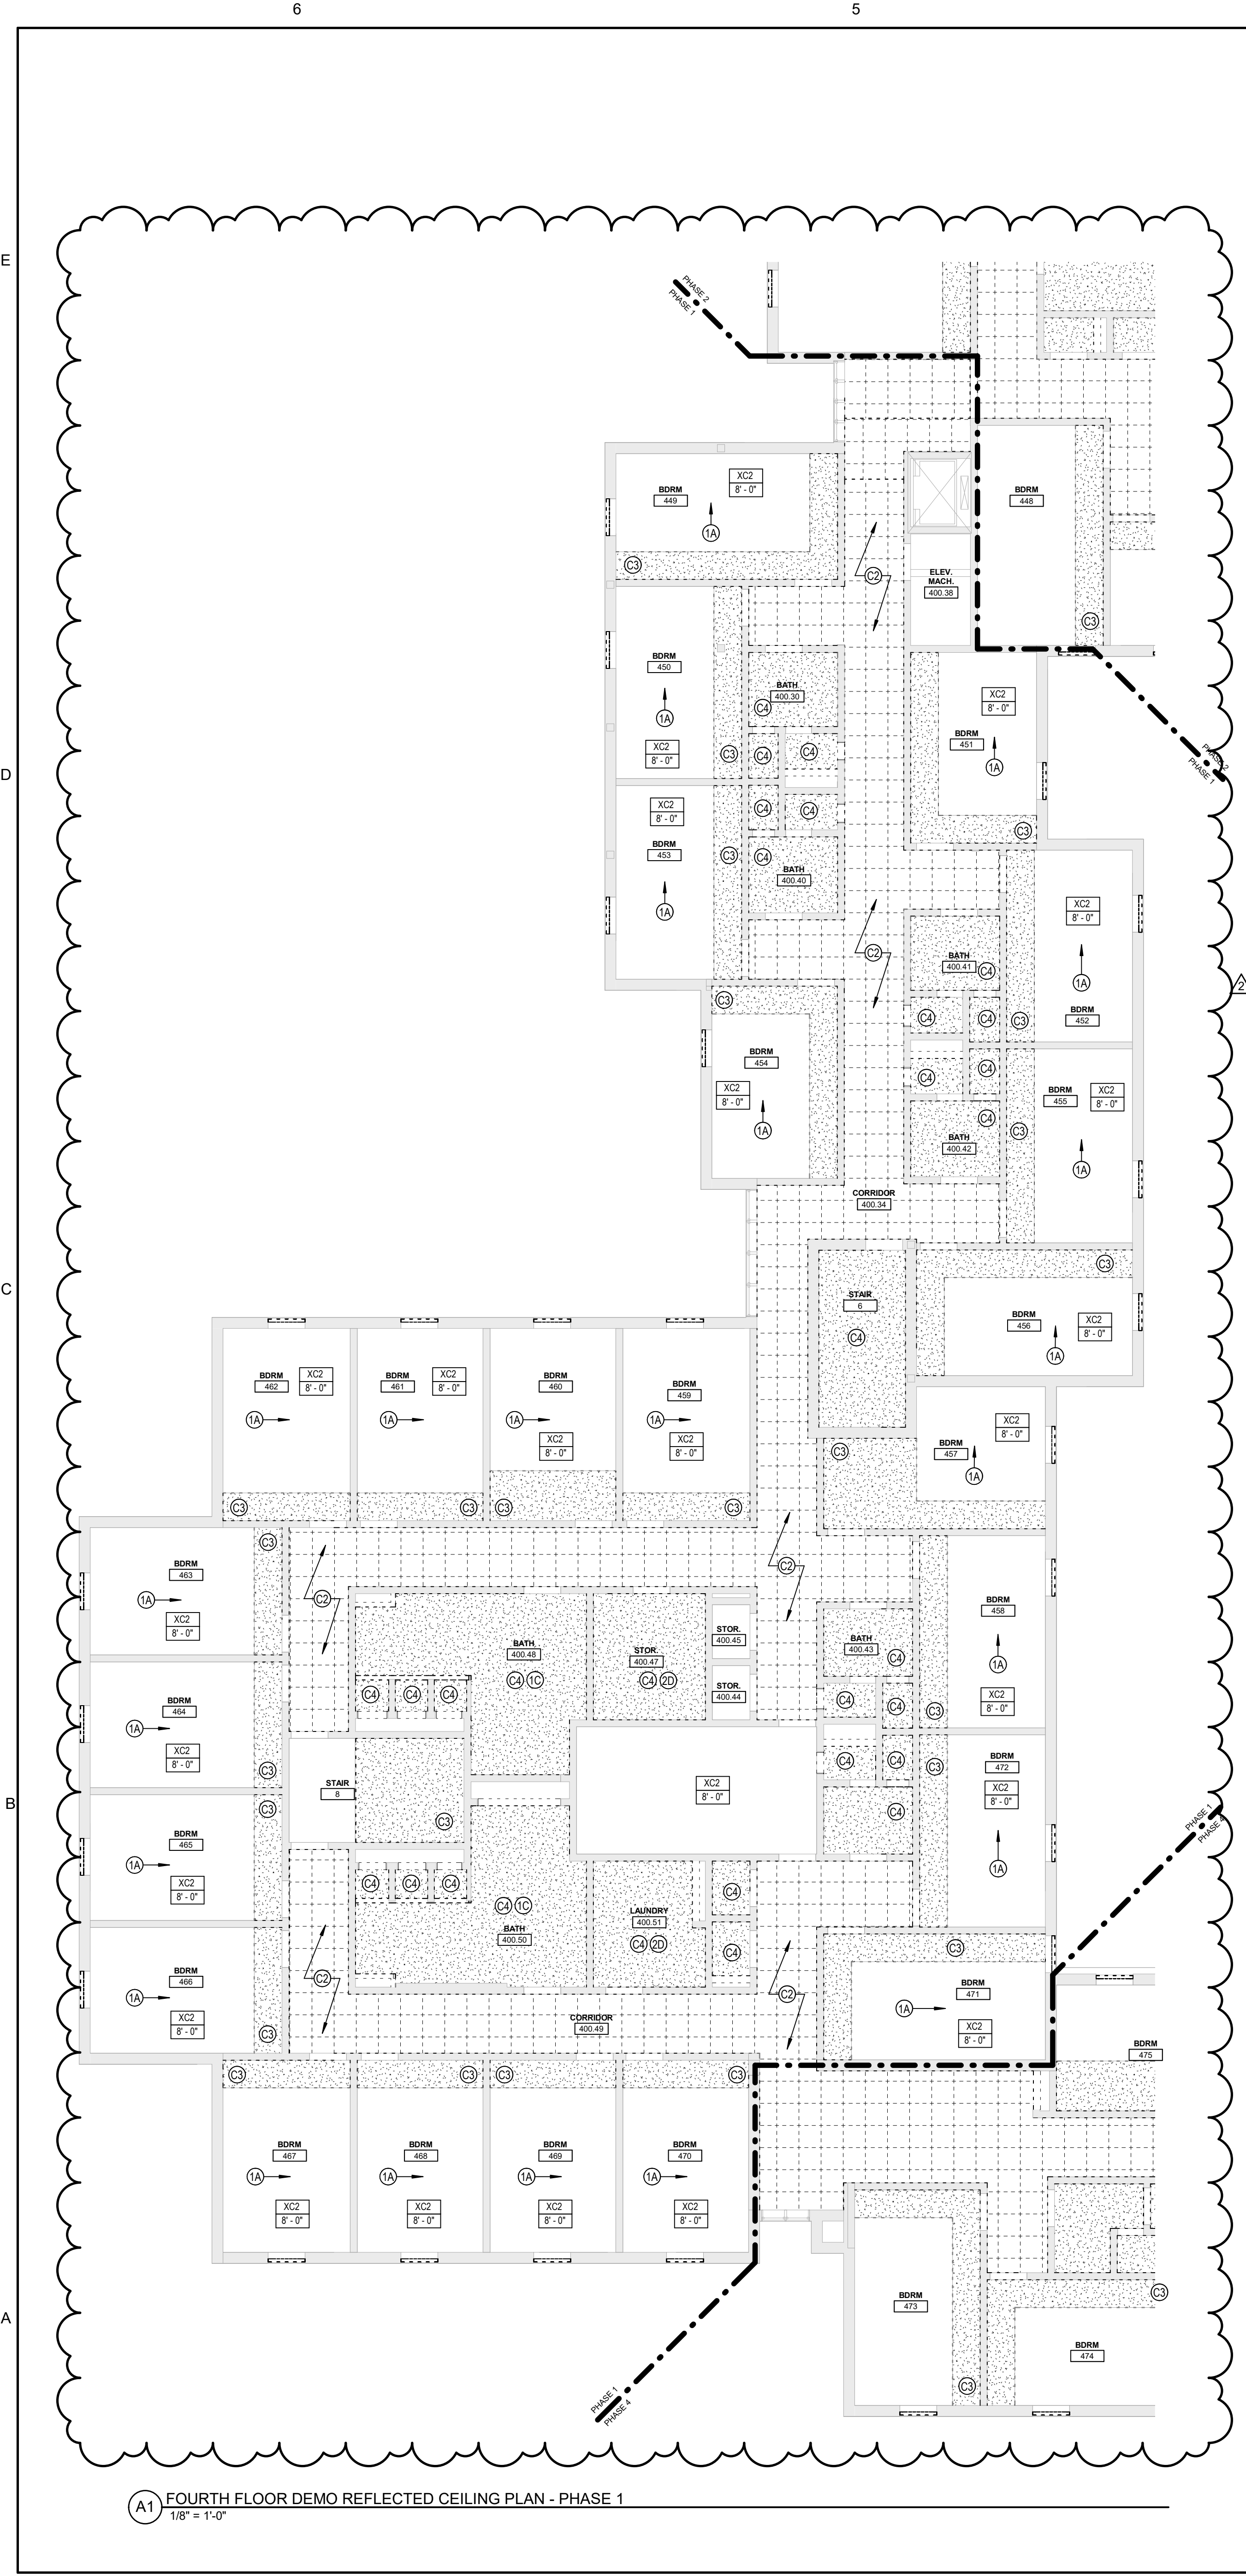 6
5
E
D
C
B
A
PHASE 2
PHASE 1
XC2
8' - 0"
BDRM
449
1A
C3
BDRM
448
C3
C2
ELEV.
MACH.
400.38
BDRM
450
1A
XC2
8' - 0"
C3
BATH
400.30
C4
C4
C4
XC2
8' - 0"
BDRM
451
1A
C3
PHASE 2
PHASE 1
XC2
8' - 0"
BDRM
453
1A
C3
C4
C4
C4
BATH
400.40
C2
BATH
400.41
C4
C4
C4
C3
XC2
8' - 0"
1A
BDRM
452
2
C3
BDRM
454
XC2
8' - 0"
1A
C4
C4
C4
BATH
400.42
C3
BDRM
455
XC2
8' - 0"
1A
CORRIDOR
400.34
STAIR
6
C4
C3
BDRM
456
XC2
8' - 0"
1A
BDRM
462
XC2
8' - 0"
1A
C3
BDRM
461
XC2
8' - 0"
1A
C3
BDRM
460
1A
XC2
8' - 0"
C3
BDRM
459
1A
XC2
8' - 0"
C3
C3
BDRM
457
XC2
8' - 0"
1A
C2
C2
BDRM
463
1A
XC2
8' - 0"
C3
BATH
400.48
C4
1C
STOR.
400.47
C4
2D
STOR.
400.45
STOR.
400.44
BATH
400.43
C4
C4
C4
BDRM
458
1A
XC2
8' - 0"
C3
BDRM
464
1A
XC2
8' - 0"
C3
C4
C4
C4
STAIR
8
C3
XC2
8' - 0"
C4
C4
C4
C3
BDRM
472
XC2
8' - 0"
1A
PHASE 1
PHASE 4
C3
BDRM
465
1A
XC2
8' - 0"
C4
C4
C4
C4
1C
BATH
400.50
LAUNDRY
400.51
C4
2D
C4
C4
BDRM
466
1A
XC2
8' - 0"
C3
C2
C2
CORRIDOR
400.49
C3
BDRM
471
1A
XC2
8' - 0"
BDRM
475
C3
BDRM
467
1A
XC2
8' - 0"
C3
BDRM
468
1A
XC2
8' - 0"
C3
BDRM
469
1A
XC2
8' - 0"
C3
BDRM
470
1A
XC2
8' - 0"
BDRM
473
C3
C3
BDRM
474
PHASE 1
PHASE 4
A1
FOURTH FLOOR DEMO REFLECTED CEILING PLAN - PHASE 1
1/8" = 1'-0"